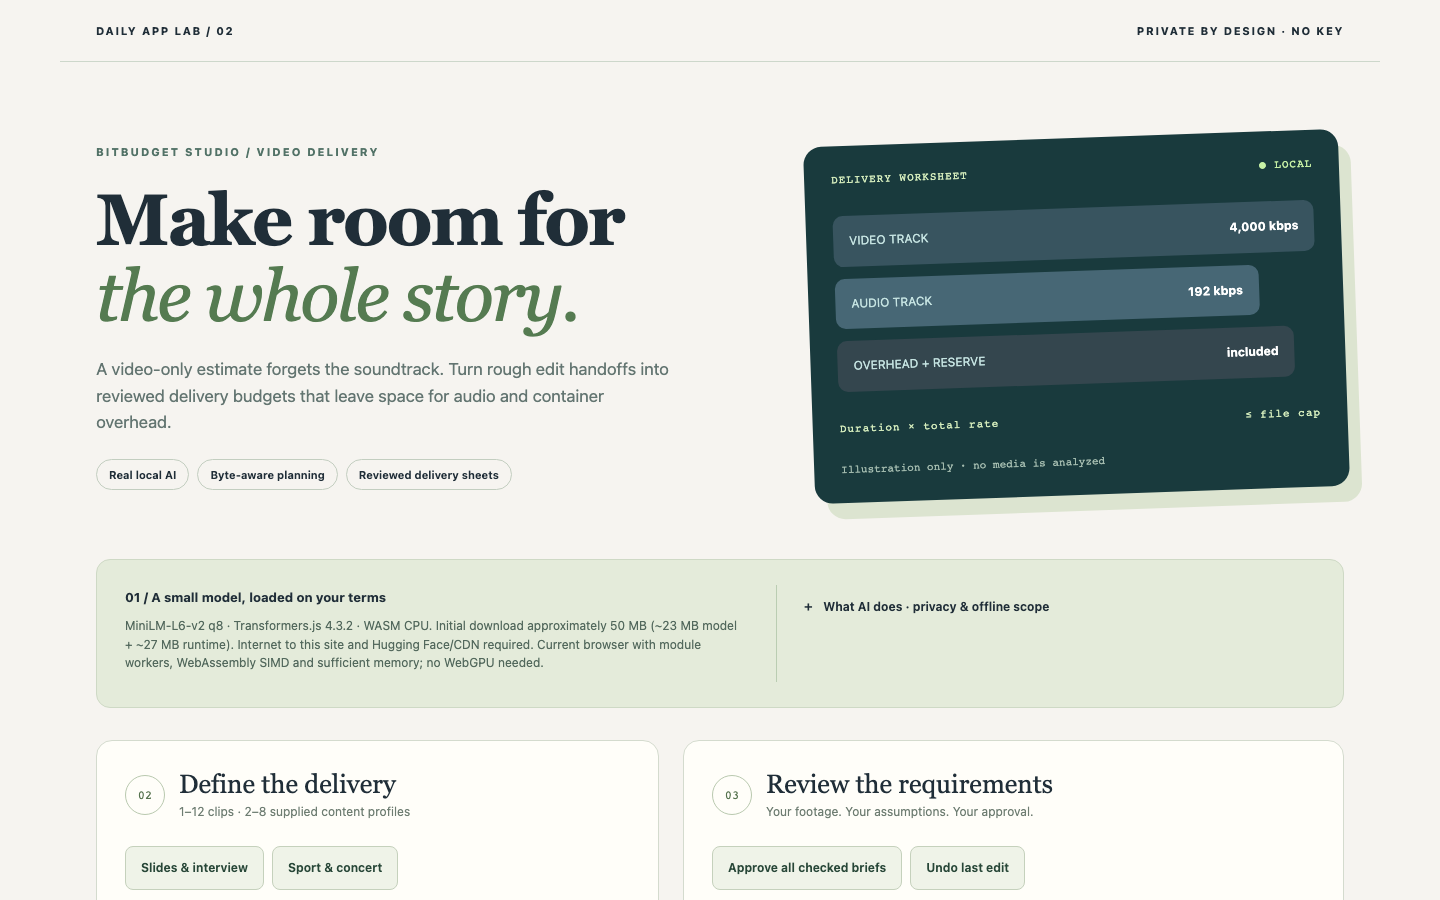 DAILY APP LAB / 02
PRIVATE BY DESIGN · NO KEY
BITBUDGET STUDIO / VIDEO DELIVERY
Make room for
the whole story.
A video-only estimate forgets the soundtrack. Turn rough edit handoffs into
reviewed delivery budgets that leave space for audio and container
overhead.
Real local AI
Byte-aware planning
Reviewed delivery sheets
DELIVERY WORKSHEET
● LOCAL
VIDEO TRACK
4,000 kbps
AUDIO TRACK
192 kbps
OVERHEAD + RESERVE
included
Duration × total rate
≤ file cap
Illustration only · no media is analyzed
01 / A small model, loaded on your terms
MiniLM-L6-v2 q8 · Transformers.js 4.3.2 · WASM CPU. Initial download approximately 50 MB (~23 MB model
+ ~27 MB runtime). Internet to this site and Hugging Face/CDN required. Current browser with module
workers, WebAssembly SIMD and sufficient memory; no WebGPU needed.
+ What AI does · privacy & offline scope
02
Define the delivery
1–12 clips · 2–8 supplied content profiles
Slides & interview
Sport & concert
03
Review the requirements
Your footage. Your assumptions. Your approval.
Approve all checked briefs
Undo last edit